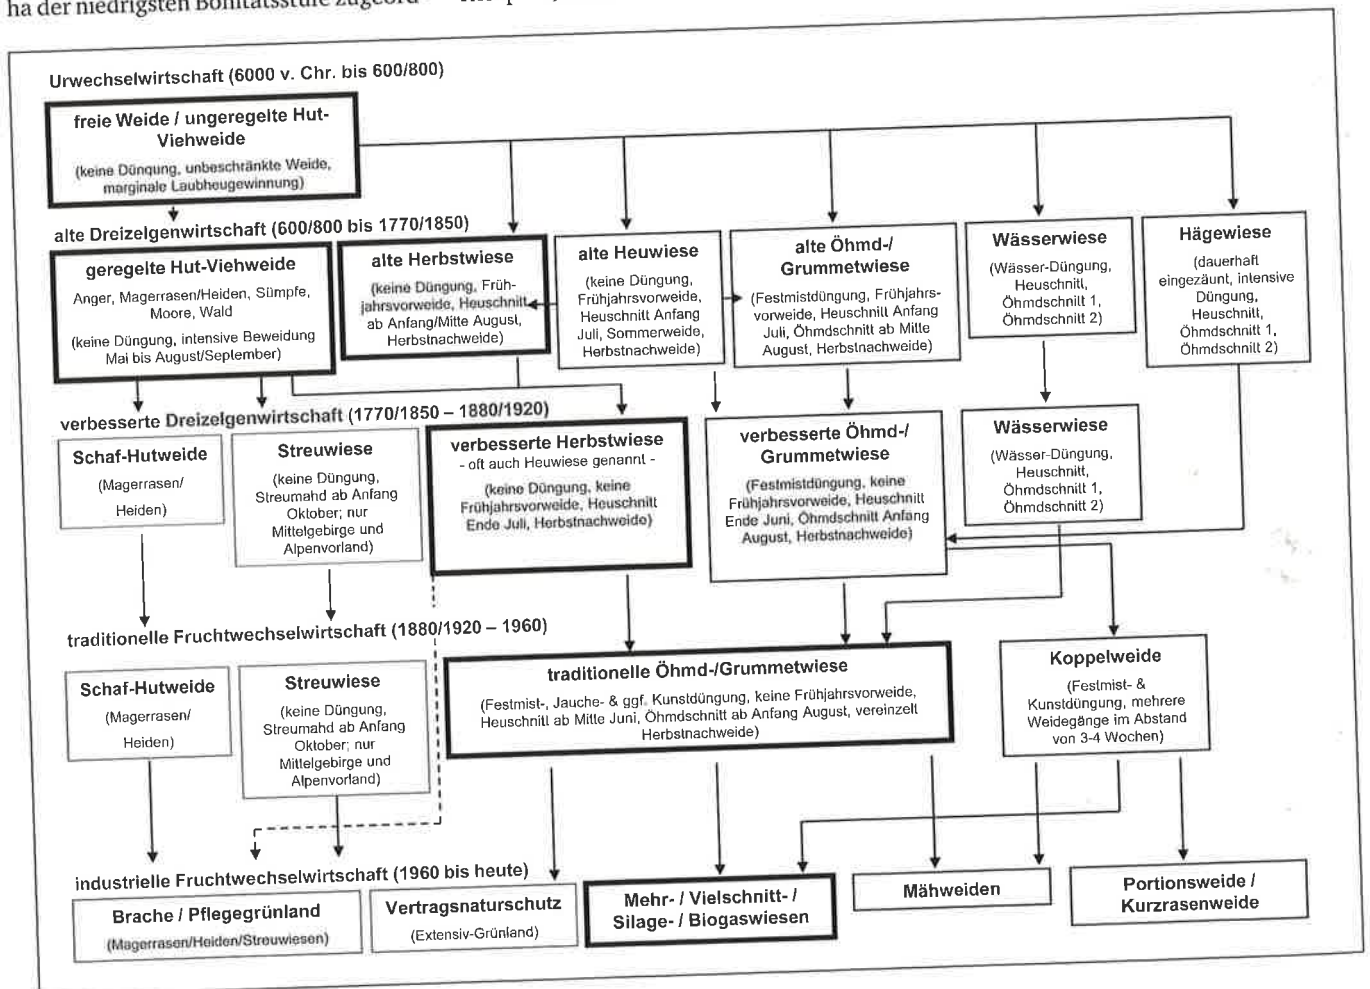 ha der niedrigsten Bonitätsstufe zugeord
Urwechselwirtschaft (6000 v. Chr. bis 600/800)
freie Weide / ungeregelte Hut-
Viehweide
(keine Düngung, unbeschränkte Weide,
marginale Laubheugewinnung)
alte Dreizelgenwirtschaft (600/800 bis 1770/1850)
geregelte Hut-Viehweide
Anger, Magerrasen/Heiden, Sümpfe,
Moore, Wald
(keine Düngung, intensive Beweidung
Mai bis August/September)
alte Herbstwiese
(keine Düngung, Früh-
jahrsvorweide, Heuschnitt
ab Anfang/Mitte August,
Herbstnachweide)
alte Heuwiese
(keine Düngung,
Frühjahrsvorweide,
Heuschnitt Anfang
Juli, Sommerweide,
Herbstnachweide)
alte Öhmd-/
Grummetwiese
(Festmistdüngung, Frühjahrs-
vorweide, Heuschnitt Anfang
Juli, Öhmdschnitt ab Mitte
August, Herbstnachweide)
Wässerwiese
(Wässer-Düngung,
Heuschnitt,
Öhmdschnitt 1,
Öhmdschnitt 2)
Hägewiese
(dauerhaft
eingezäunt, intensive
Düngung,
Heuschnitt,
Öhmdschnitt 1,
Öhmdschnitt 2)
verbesserte Dreizelgenwirtschaft (1770/1850 – 1880/1920)
Schaf-Hutweide
(Magerrasen/
Heiden)
Streuwiese
(keine Düngung,
Streumahd ab Anfang
Oktober; nur
Mittelgebirge und
Alpenvorland)
verbesserte Herbstwiese
- oft auch Heuwiese genannt -
(keine Düngung, keine
Frühjahrsvorweide, Heuschnitt
Ende Juli, Herbstnachweide)
verbesserte Öhmd-/
Grummetwiese
(Festmistdüngung, keine
Frühjahrsvorweide, Heuschnitt
Ende Juni, Öhmdschnitt Anfang
August, Herbstnachweide)
Wässerwiese
(Wässer-Düngung,
Heuschnitt,
Öhmdschnitt 1,
Öhmdschnitt 2)
traditionelle Fruchtwechselwirtschaft (1880/1920 – 1960)
Schaf-Hutweide
(Magerrasen/
Heiden)
Streuwiese
(keine Düngung,
Streumahd ab Anfang
Oktober; nur
Mittelgebirge und
Alpenvorland)
traditionelle Öhmd-/Grummetwiese
(Festmist-, Jauche- & ggf. Kunstdüngung, keine Frühjahrsvorweide,
Heuschnitt ab Mitte Juni, Öhmdschnitt ab Anfang August, vereinzelt
Herbstnachweide)
Koppelweide
(Festmist- &
Kunstdüngung, mehrere
Weidegänge im Abstand
von 3-4 Wochen)
industrielle Fruchtwechselwirtschaft (1960 bis heute)
Brache / Pflegegrünland
(Magerrasen/Heiden/Streuwiesen)
Vertragsnaturschutz
(Extensiv-Grünland)
Mehr- / Vielschnitt- /
Silage- / Biogaswiesen
Mähweiden
Portionsweide /
Kurzrasenweide